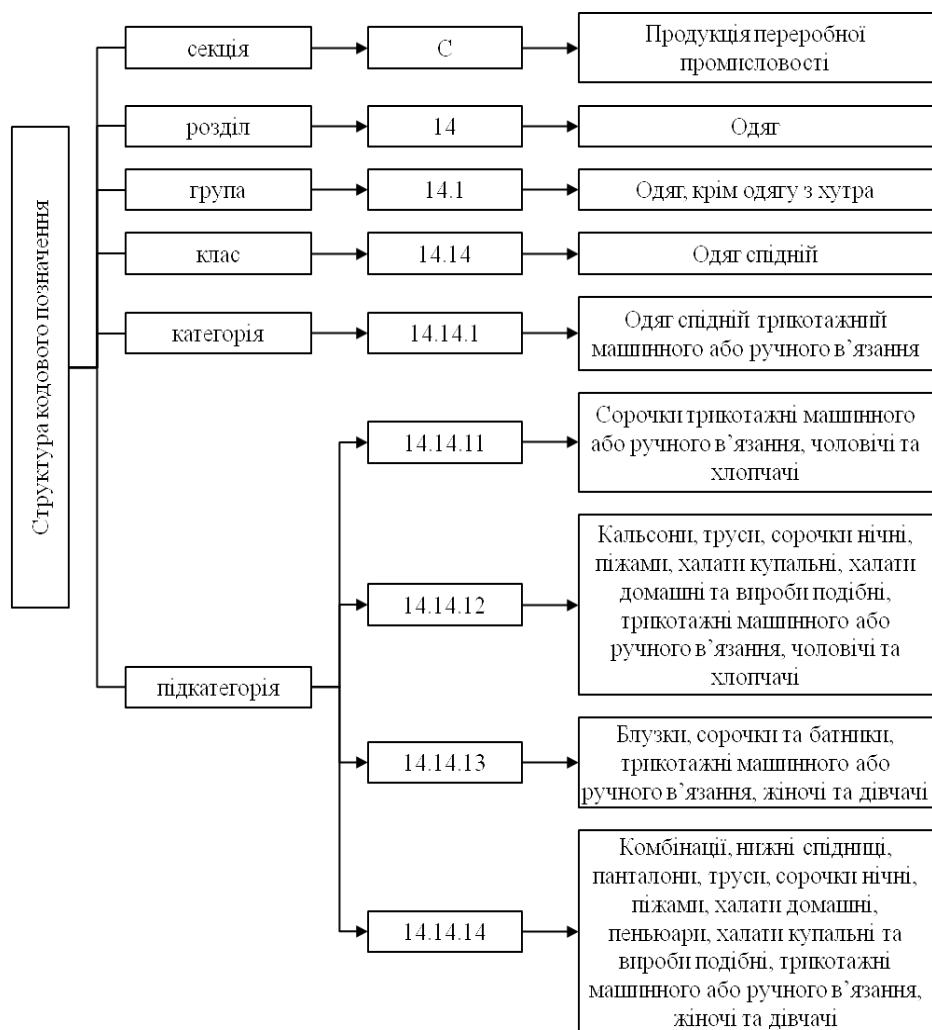 Структура кодового позначення
секція
С
Продукція переробної
промисловості
розділ
14
Одяг
група
14.1
Одяг, крім одягу з хутра
клас
14.14
Одяг спідній
категорія
14.14.1
Одяг спідній трикотажний
машинного або ручного в’язання
підкатегорія
14.14.11
Сорочки трикотажні машинного
або ручного в’язання, чоловічі та
хлопчачі
14.14.12
Кальсони, труси, сорочки нічні,
піжами, халати купальні, халати
домашні та вироби подібні,
трикотажні машинного або
ручного в’язання, чоловічі та
хлопчачі
14.14.13
Блузки, сорочки та батники,
трикотажні машинного або
ручного в’язання, жіночі та дівчачі
14.14.14
Комбінації, нижні спідниці,
панталони, труси, сорочки нічні,
піжами, халати домашні,
пеньюари, халати купальні та
вироби подібні, трикотажні
машинного або ручного в’язання,
жіночі та дівчачі